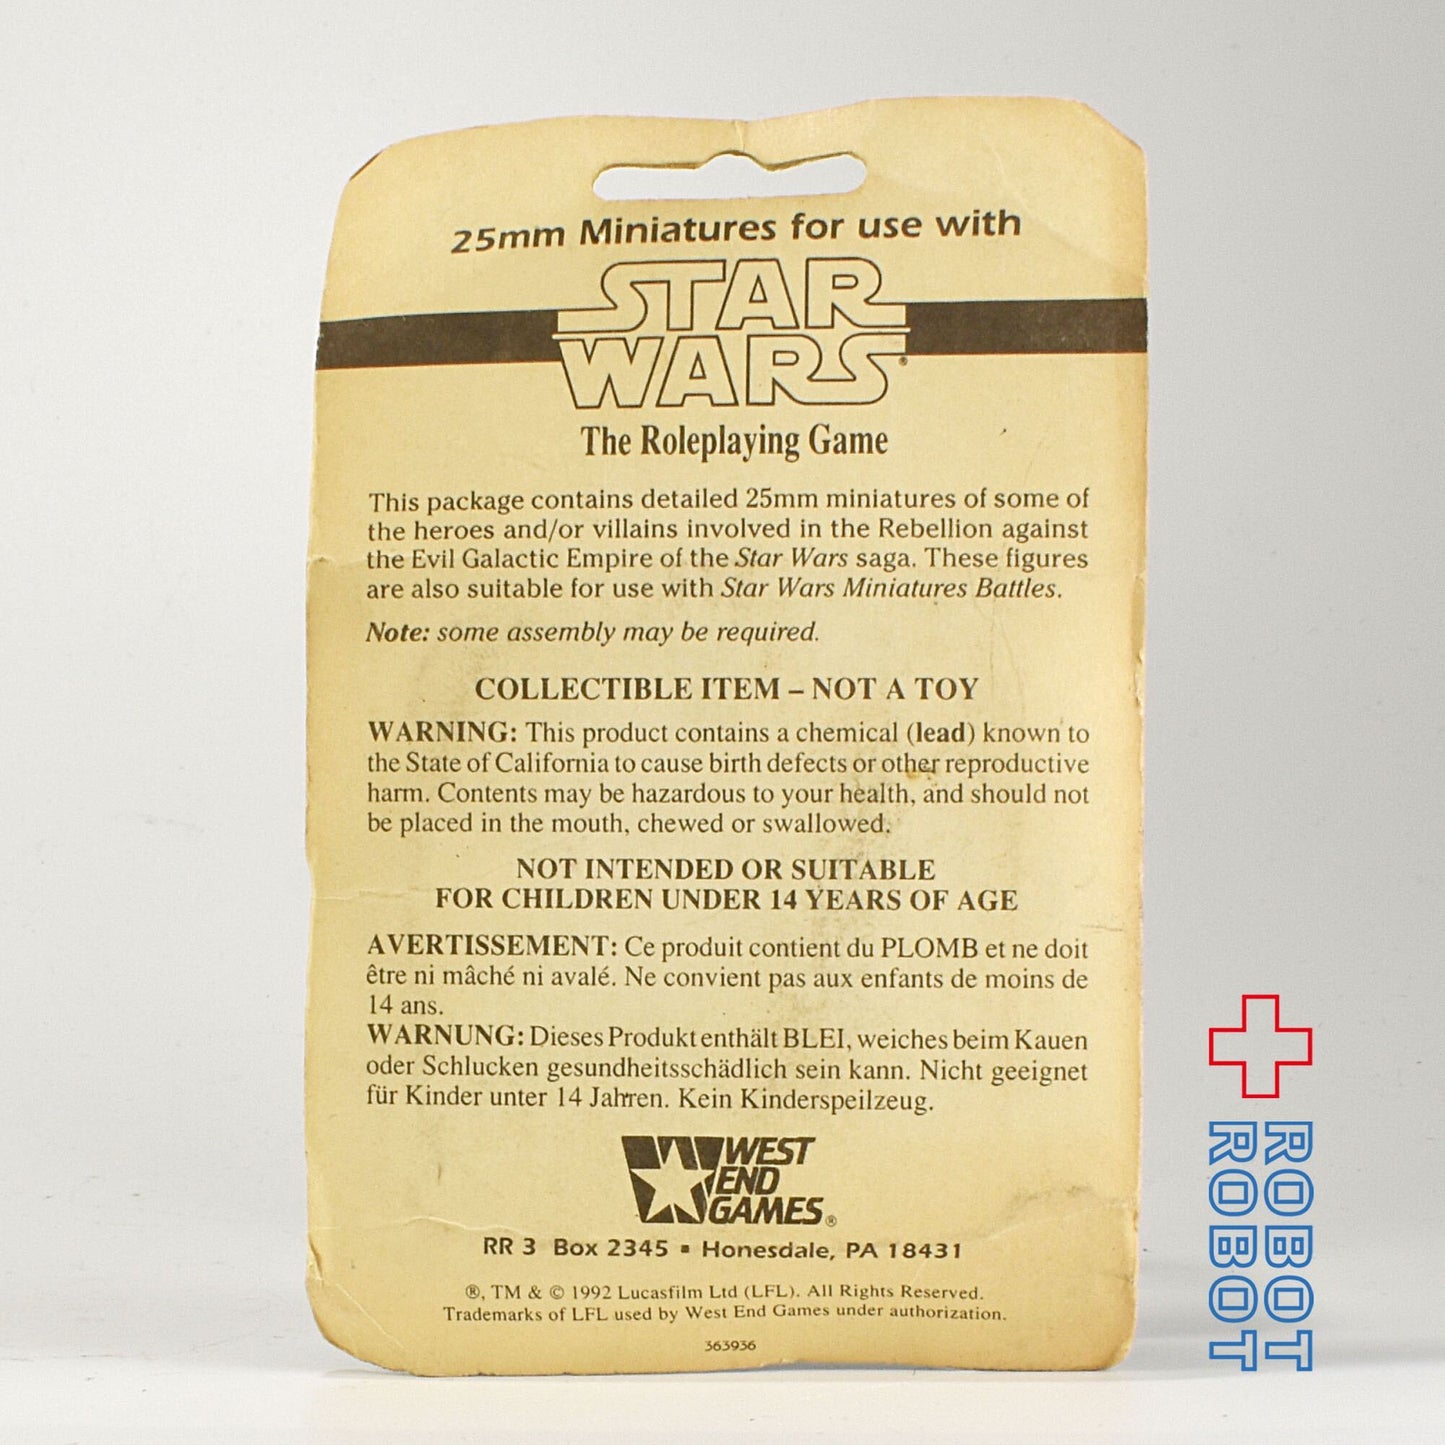 25mm Miniatures for use with
STAR
WARS®
The Roleplaying Game
This package contains detailed 25mm miniatures of some of
the heroes and/or villains involved in the Rebellion against
the Evil Galactic Empire of the Star Wars saga. These figures
are also suitable for use with Star Wars Miniatures Battles.
Note: some assembly may be required.
COLLECTIBLE ITEM – NOT A TOY
WARNING: This product contains a chemical (lead) known to
the State of California to cause birth defects or other reproductive
harm. Contents may be hazardous to your health, and should not
be placed in the mouth, chewed or swallowed.
NOT INTENDED OR SUITABLE
FOR CHILDREN UNDER 14 YEARS OF AGE
AVERTISSEMENT: Ce produit contient du PLOMB et ne doit
être ni mâché ni avalé. Ne convient pas aux enfants de moins de
14 ans.
WARNUNG: Dieses Produkt enthält BLEI, weiches beim Kauen
oder Schlucken gesundheitsschädlich sein kann. Nicht geeignet
für Kinder unter 14 Jahren. Kein Kinderspeilzeug.
WEST
END
GAMES®
RR 3 Box 2345 ▪ Honesdale, PA 18431
®, TM & © 1992 Lucasfilm Ltd (LFL). All Rights Reserved.
Trademarks of LFL used by West End Games under authorization.
363936
ROBOT
ROBOT